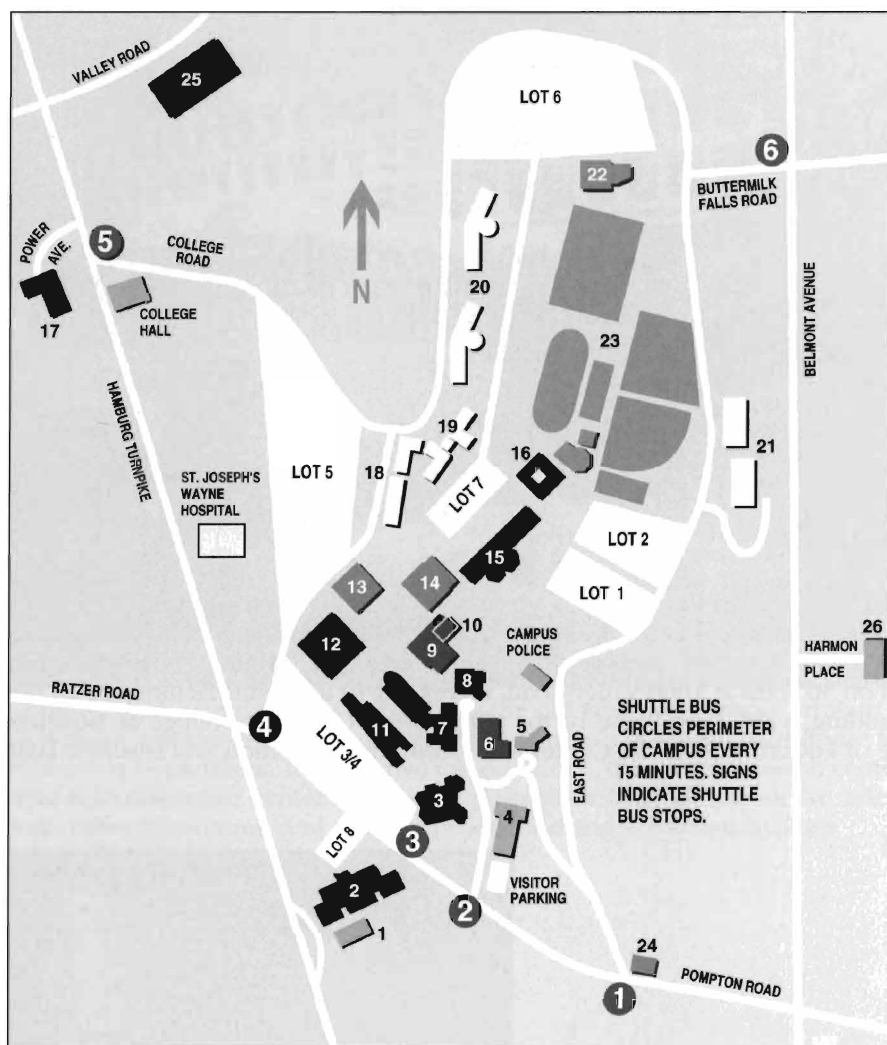 VALLEY ROAD
25
LOT 6
6
22
BUTTERMILK
FALLS ROAD
POWER
AVE.
5
COLLEGE
ROAD
N
20
BELMONT AVENUE
17
COLLEGE
HALL
23
HAMBURG TURNPIKE
19
18
16
21
LOT 5
LOT 7
ST. JOSEPH'S
WAYNE
HOSPITAL
LOT 2
15
LOT 1
13
14
10
12
9
CAMPUS
POLICE
26
HARMON
PLACE
8
RATZER ROAD
4
LOT 3/4
11
7
6
5
EAST ROAD
SHUTTLE BUS
CIRCLES PERIMETER
OF CAMPUS EVERY
15 MINUTES. SIGNS
INDICATE SHUTTLE
BUS STOPS.
3
4
LOT 8
3
2
VISITOR
PARKING
2
1
24
1
POMPTON ROAD